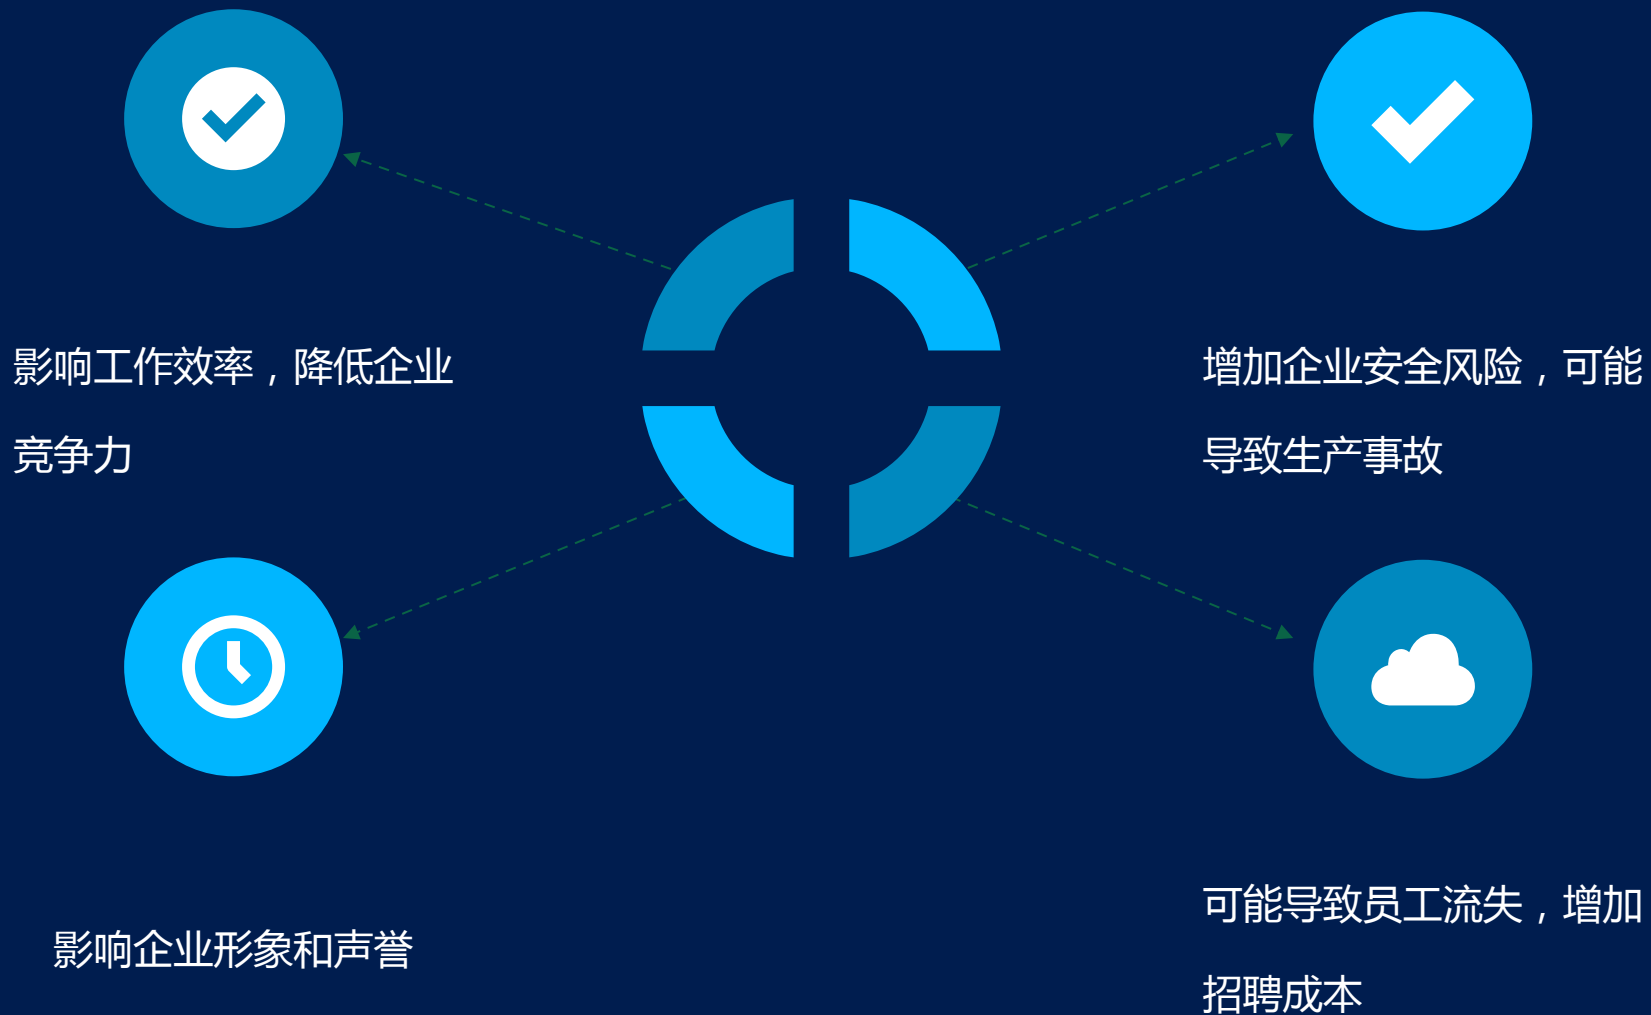 影响工作效率，降低企业
竞争力
增加企业安全风险，可能
导致生产事故
影响企业形象和声誉
可能导致员工流失，增加
招聘成本